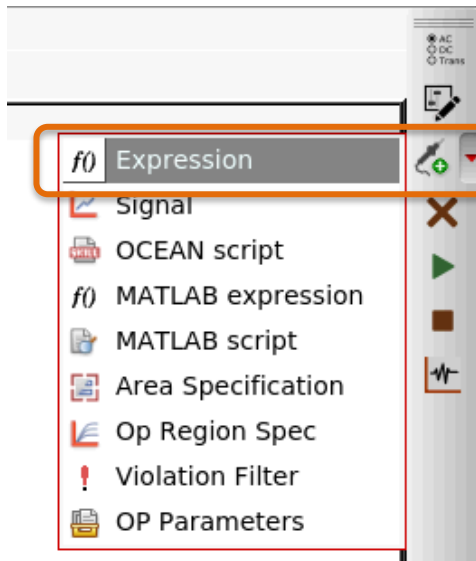 AC
DC
Trans
f() Expression
Signal
SKILL OCEAN script
f() MATLAB expression
MATLAB script
Area Specification
Op Region Spec
Violation Filter
OP Parameters